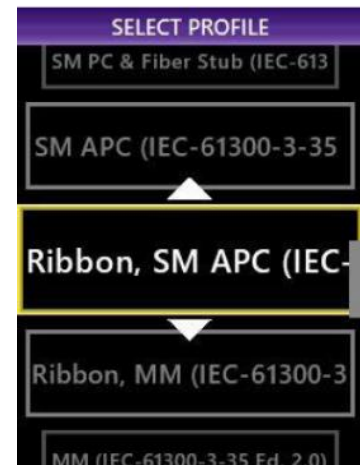 SELECT PROFILE
SM PC & Fiber Stub (IEC-613
SM APC (IEC-61300-3-35
Ribbon, SM APC (IEC-
Ribbon, MM (IEC-61300-3
MM (IEC-61300-3-35 Ed. 2.0)